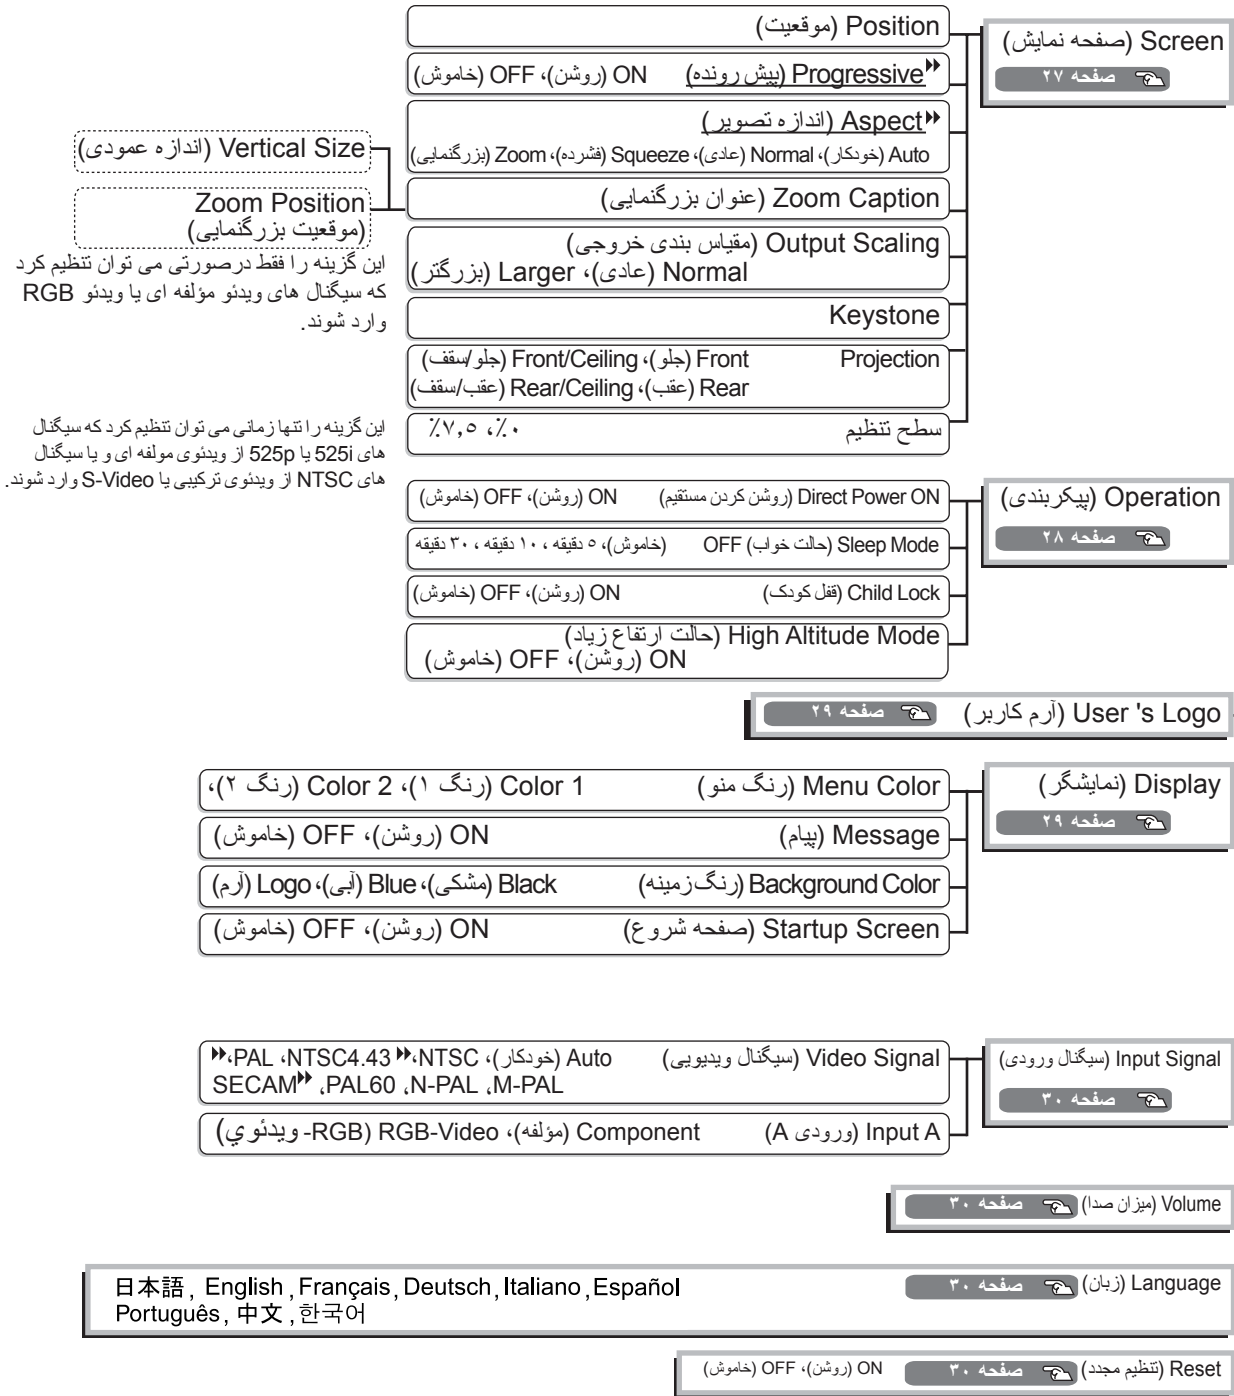 Screen (صفحه نمایش)
صفحه ۲۷
Position (موقعیت)
Progressive (پیش رونده) ON (روشن)، OFF (خاموش)
Aspect (اندازه تصویر)
Auto (خودکار)، Normal (عادی)، Squeeze (فشرده)، Zoom (بزرگنمایی)
Zoom Caption (عنوان بزرگنمایی)
Vertical Size (اندازه عمودی)
Zoom Position
(موقعیت بزرگنمایی)
Output Scaling (مقیاس بندی خروجی)
Normal (عادی)، Larger (بزرگتر)
این گزینه را فقط درصورتی می توان تنظیم کرد
که سیگنال های ویدئو مؤلفه ای یا ویدئو RGB
وارد شوند.
Keystone
Projection Front (جلو)، Front/Ceiling (جلو/سقف)
Rear (عقب)، Rear/Ceiling (عقب/سقف)
سطح تنظیم ۰٪، ۷,۵٪
این گزینه را تنها زمانی می توان تنظیم کرد که سیگنال
های 525i یا 525p از ویدئوی مولفه ای و یا سیگنال
های NTSC از ویدئوی ترکیبی یا S-Video وارد شوند.
Operation (پیکربندی)
صفحه ۲۸
Direct Power ON (روشن کردن مستقیم) ON (روشن)، OFF (خاموش)
Sleep Mode (حالت خواب) OFF (خاموش)، ۵ دقیقه ، ۱۰ دقیقه ، ۳۰ دقیقه
Child Lock (قفل کودک) ON (روشن)، OFF (خاموش)
High Altitude Mode (حالت ارتفاع زیاد)
ON (روشن)، OFF (خاموش)
User 's Logo (آرم کاربر) صفحه ۲۹
Display (نمایشگر)
صفحه ۲۹
Menu Color (رنگ منو) Color 1 (رنگ ۱)، Color 2 (رنگ ۲)،
Message (پیام) ON (روشن)، OFF (خاموش)
Background Color (رنگ زمینه) Black (مشکی)، Blue (آبی)، Logo (آرم)
Startup Screen (صفحه شروع) ON (روشن)، OFF (خاموش)
Input Signal (سیگنال ورودی)
صفحه ۳۰
Video Signal (سیگنال ویدیویی) Auto (خودکار)، NTSC، NTSC4.43، PAL،
M-PAL، N-PAL، PAL60، SECAM
Input A (ورودی A) Component (مؤلفه)، RGB-Video (RGB- ویدئوي)
Volume (میزان صدا) صفحه ۳۰
Language (زبان) صفحه ۳۰
日本語, English, Français, Deutsch, Italiano, Español
Português, 中文, 한국어
Reset (تنظیم مجدد) صفحه ۳۰ ON (روشن)، OFF (خاموش)